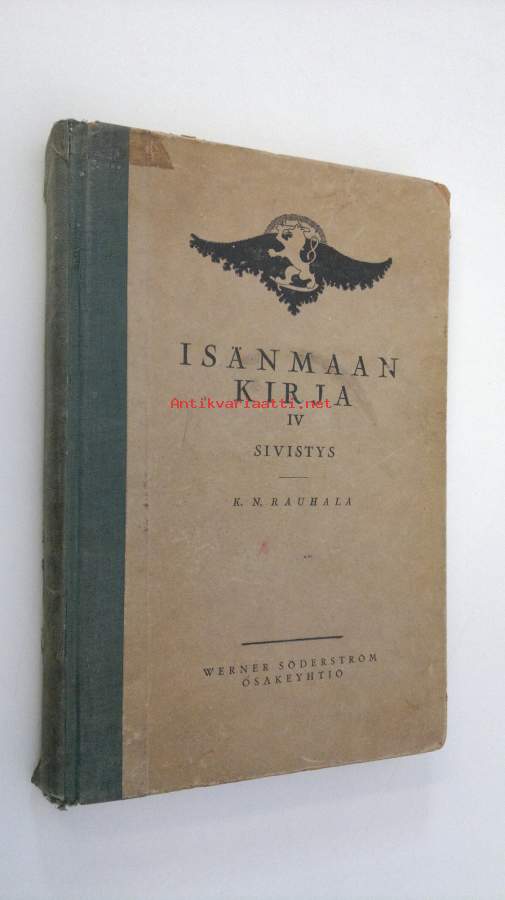 ISÄNMAAN
KIRJA
Antikvariaatti.net
IV
SIVISTYS
K. N. RAUHALA
WERNER SÖDERSTRÖM
OSAKEYHTIÖ